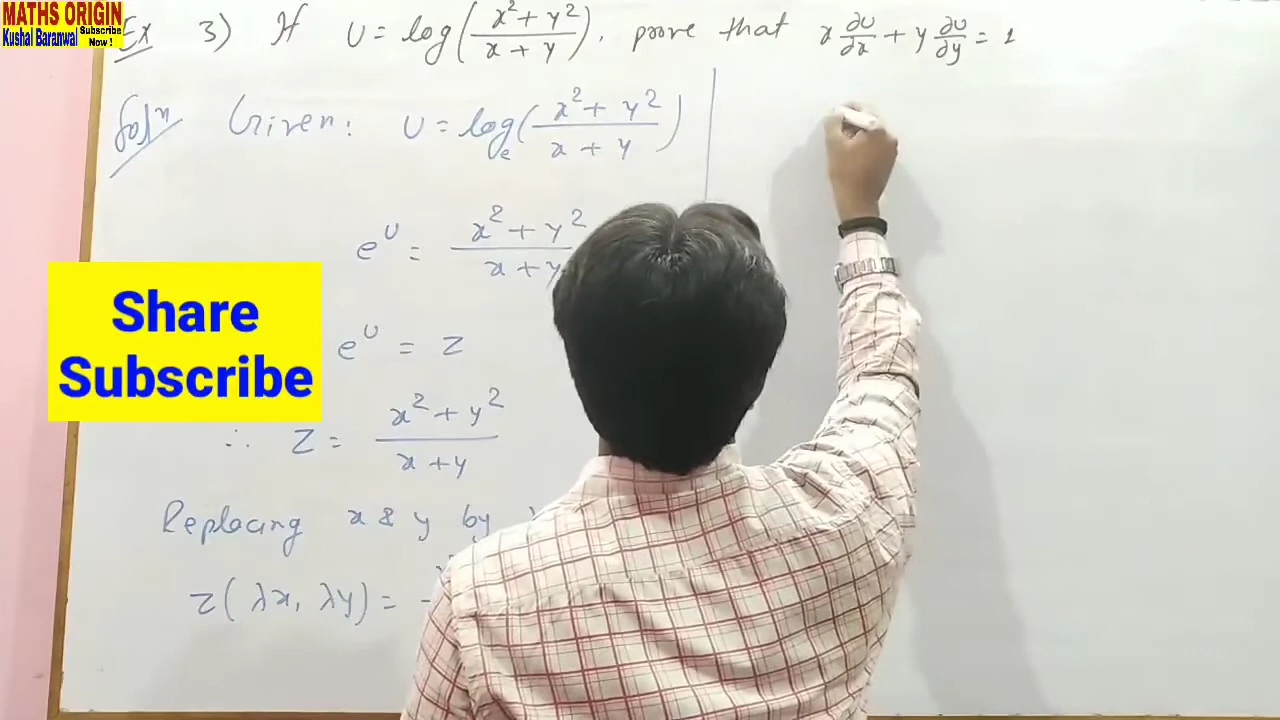 MATHS ORIGIN
Kushal Baranwal Subscribe Now !
Ex 3) If U = log(x²+y²/x+y), prove that x ∂U/∂x + y ∂U/∂y = 1
Solⁿ Given: U = logₑ(x²+y²/x+y)
eᵁ = x²+y²/x+y
Share
Subscribe
eᵁ = z
∴ z = x²+y²/x+y
Replacing x & y by
z(λx, λy) =